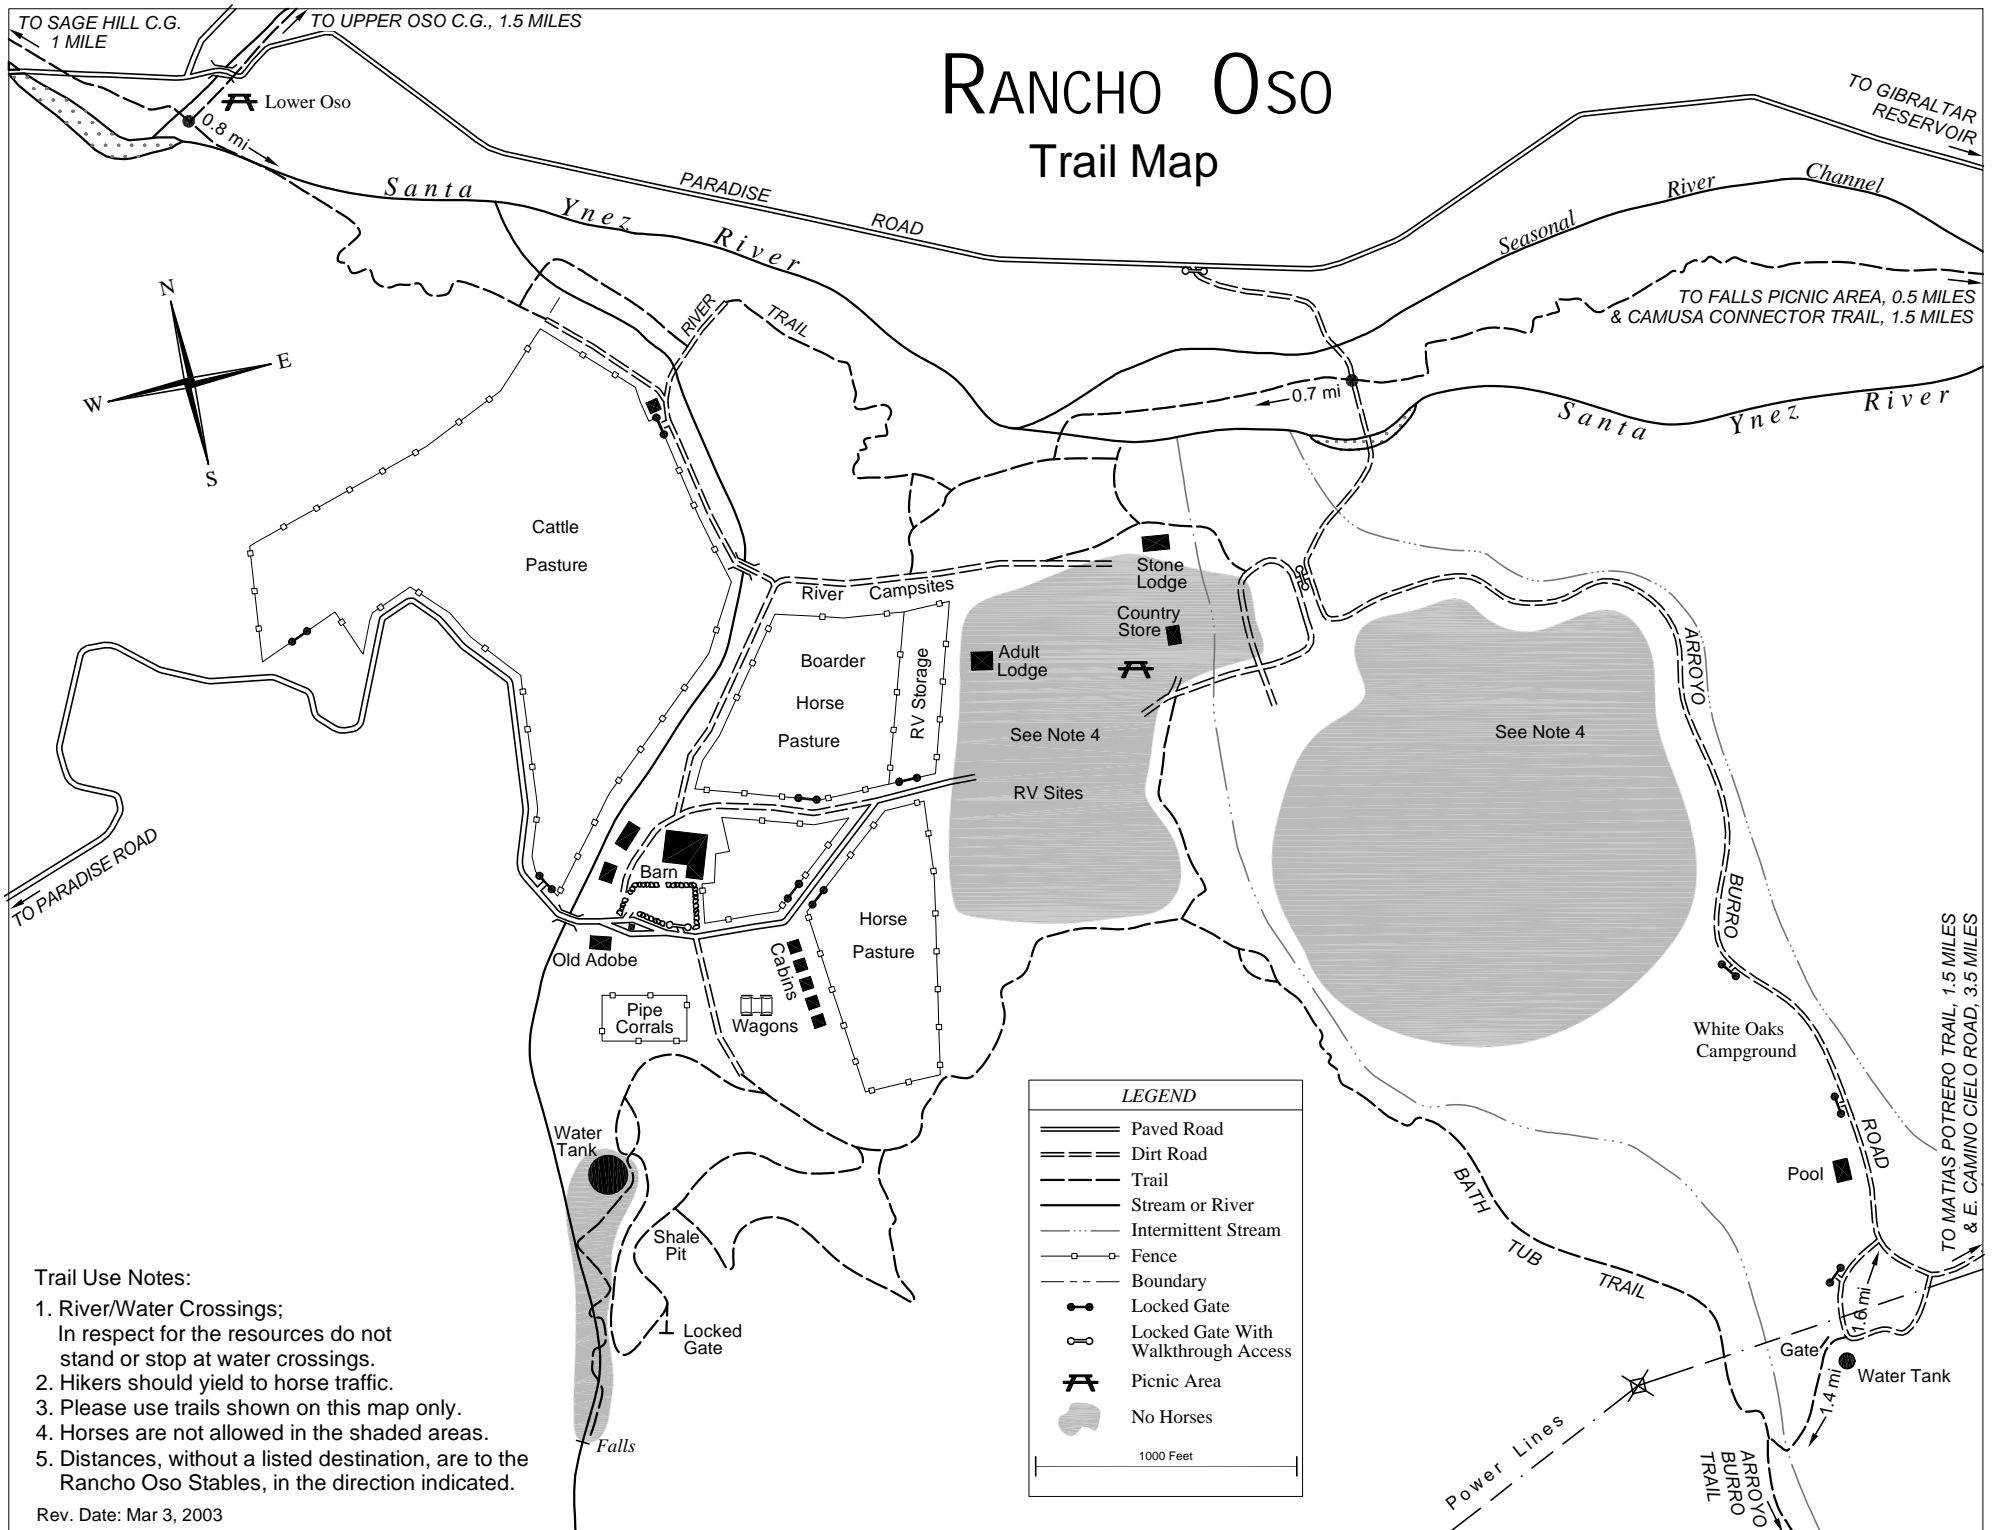 TO SAGE HILL C.G.
1 MILE
TO UPPER OSO C.G., 1.5 MILES
RANCHO OSO
Trail Map
TO GIBRALTAR
RESERVOIR
Lower Oso
0.8 mi
PARADISE
ROAD
Santa
Ynez
River
Seasonal
River
Channel
TO FALLS PICNIC AREA, 0.5 MILES
& CAMUSA CONNECTOR TRAIL, 1.5 MILES
N
E
W
S
RIVER
TRAIL
0.7 mi
Santa
Ynez
River
Cattle
Pasture
River
Campsites
Stone
Lodge
Country
Store
Adult
Lodge
Boarder
Horse
Pasture
RV Storage
See Note 4
RV Sites
See Note 4
ARROYO
BURRO
ROAD
TO PARADISE ROAD
Barn
Old Adobe
Horse
Pasture
Cabins
Pipe
Corrals
Wagons
White Oaks
Campground
TO MATIAS POTRERO TRAIL, 1.5 MILES
& E. CAMINO CIELO ROAD, 3.5 MILES
Water
Tank
Shale
Pit
Locked
Gate
Falls
Pool
BATH
TUB
TRAIL
1.6 mi
Gate
Water Tank
1.4 mi
Power Lines
ARROYO
BURRO
TRAIL
LEGEND
Paved Road
Dirt Road
Trail
Stream or River
Intermittent Stream
Fence
Boundary
Locked Gate
Locked Gate With
Walkthrough Access
Picnic Area
No Horses
1000 Feet
Trail Use Notes:
1. River/Water Crossings;
In respect for the resources do not
stand or stop at water crossings.
2. Hikers should yield to horse traffic.
3. Please use trails shown on this map only.
4. Horses are not allowed in the shaded areas.
5. Distances, without a listed destination, are to the
Rancho Oso Stables, in the direction indicated.
Rev. Date: Mar 3, 2003